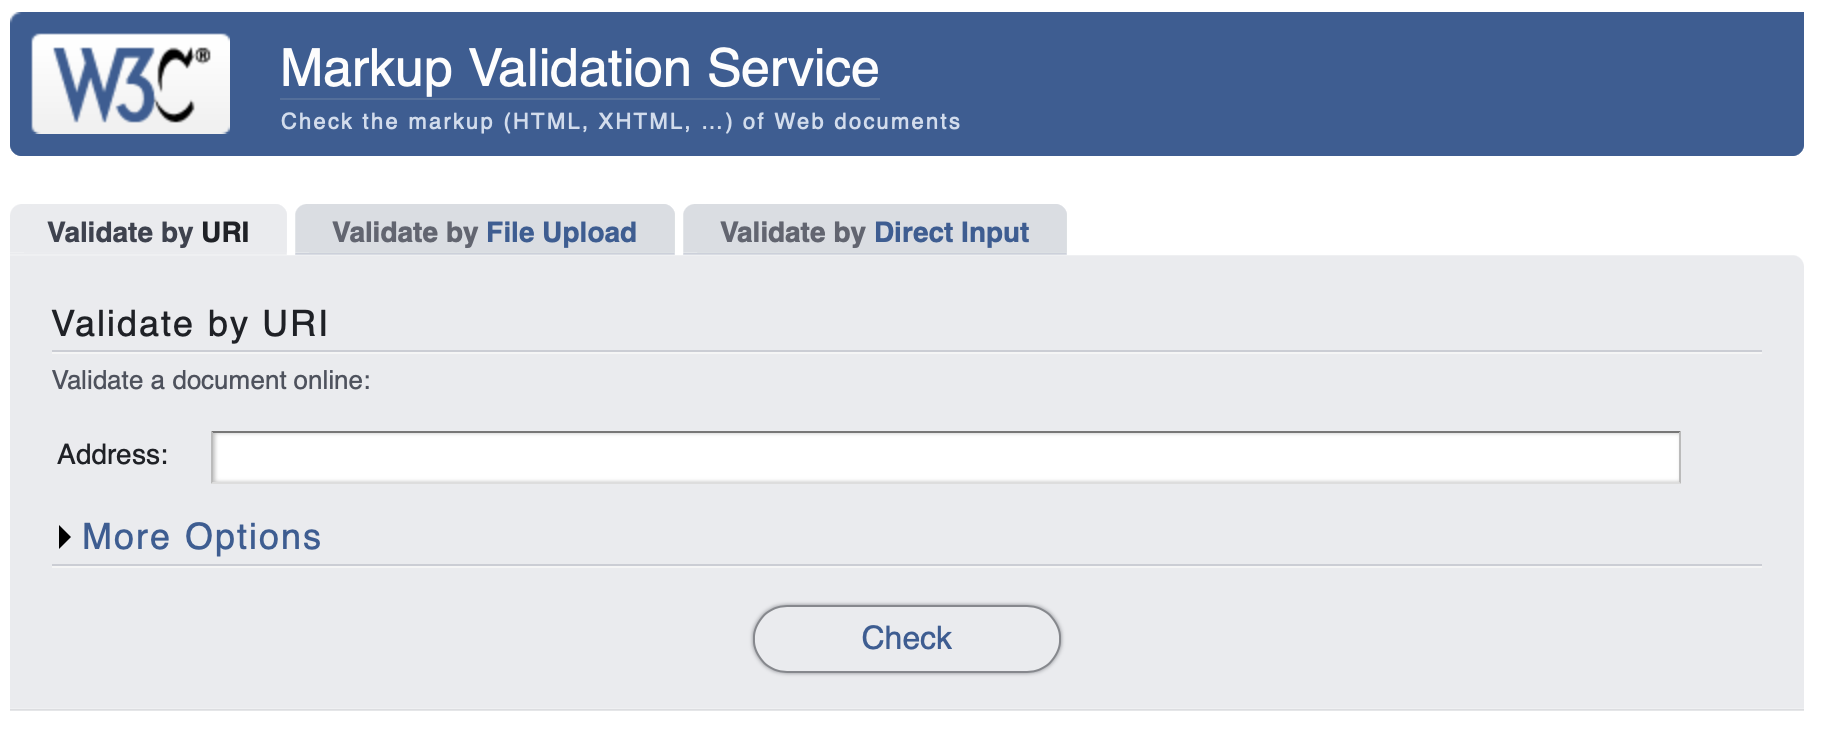 W3C®
Markup Validation Service
Check the markup (HTML, XHTML, ...) of Web documents
Validate by URI
Validate by File Upload
Validate by Direct Input
Validate by URI
Validate a document online:
Address:
More Options
Check